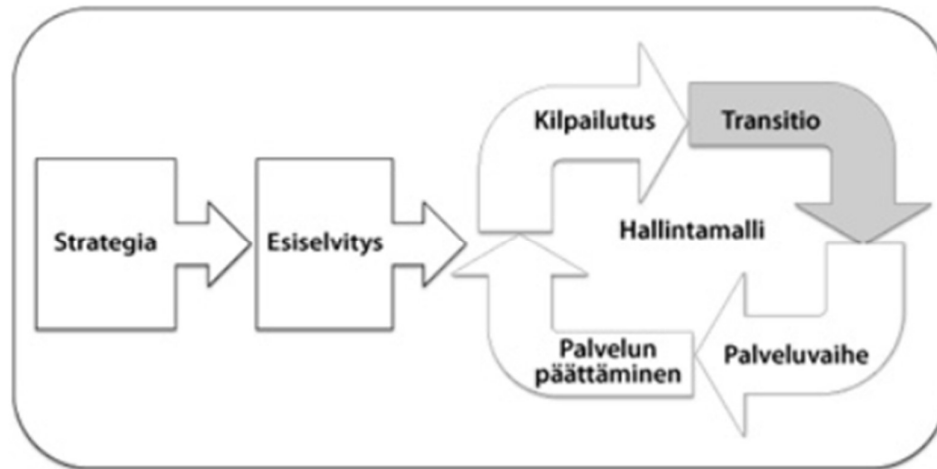 Strategia
Esiselvitys
Kilpailutus
Transitio
Hallintamalli
Palveluvaihe
Palvelun
päättäminen